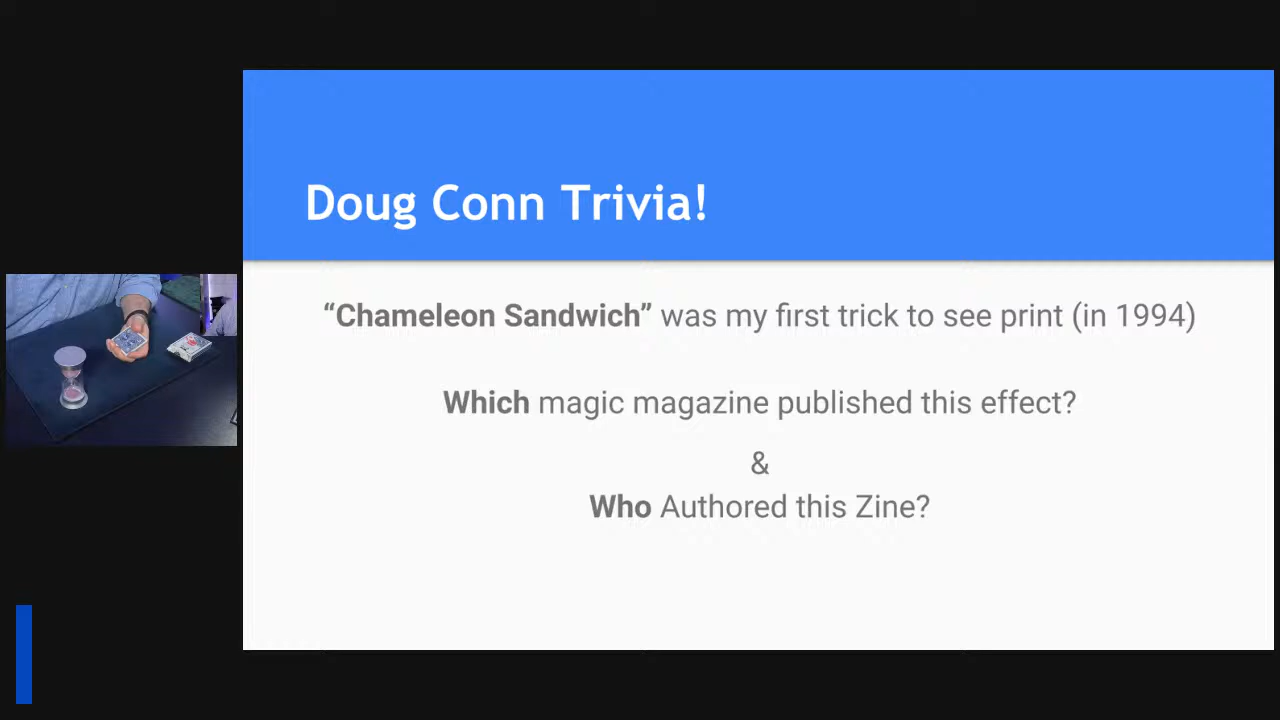 Doug Conn Trivia!
“Chameleon Sandwich” was my first trick to see print (in 1994)
Which magic magazine published this effect?
&
Who Authored this Zine?